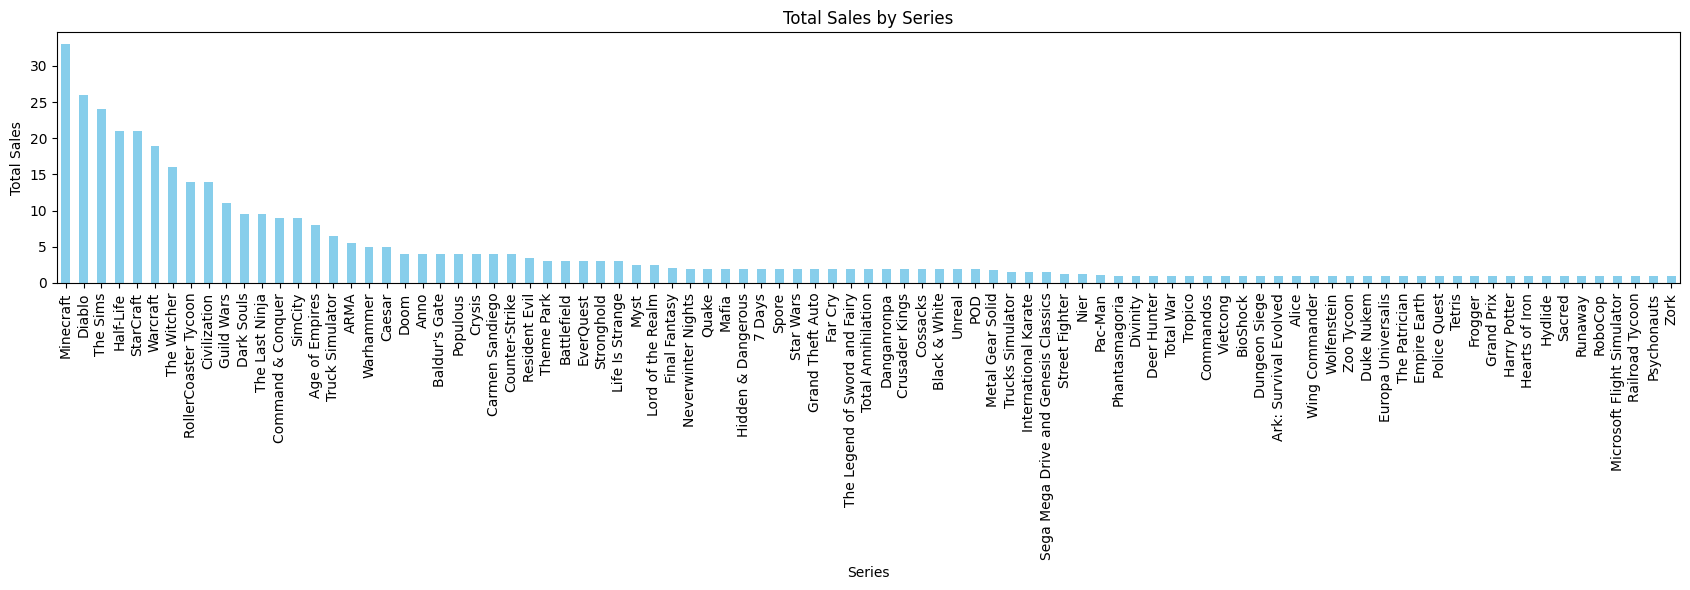 Total Sales by Series
Total Sales
30
25
20
15
10
5
0
Minecraft
Diablo
The Sims
Half-Life
StarCraft
Warcraft
The Witcher
RollerCoaster Tycoon
Civilization
Guild Wars
Dark Souls
The Last Ninja
Command & Conquer
SimCity
Age of Empires
Truck Simulator
ARMA
Warhammer
Caesar
Doom
Anno
Baldur's Gate
Populous
Crysis
Carmen Sandiego
Counter-Strike
Resident Evil
Theme Park
Battlefield
EverQuest
Stronghold
Life Is Strange
Myst
Lord of the Realm
Final Fantasy
Neverwinter Nights
Quake
Mafia
Hidden & Dangerous
7 Days
Spore
Star Wars
Grand Theft Auto
Far Cry
The Legend of Sword and Fairy
Total Annihilation
Danganronpa
Crusader Kings
Cossacks
Black & White
Unreal
POD
Metal Gear Solid
Trucks Simulator
International Karate
Sega Mega Drive and Genesis Classics
Street Fighter
Nier
Pac-Man
Phantasmagoria
Divinity
Deer Hunter
Total War
Tropico
Commandos
Vietcong
BioShock
Dungeon Siege
Ark: Survival Evolved
Alice
Wing Commander
Wolfenstein
Zoo Tycoon
Duke Nukem
Europa Universalis
The Patrician
Empire Earth
Police Quest
Tetris
Frogger
Grand Prix
Harry Potter
Hearts of Iron
Hydlide
Sacred
Runaway
RoboCop
Microsoft Flight Simulator
Railroad Tycoon
Psychonauts
Zork
Series